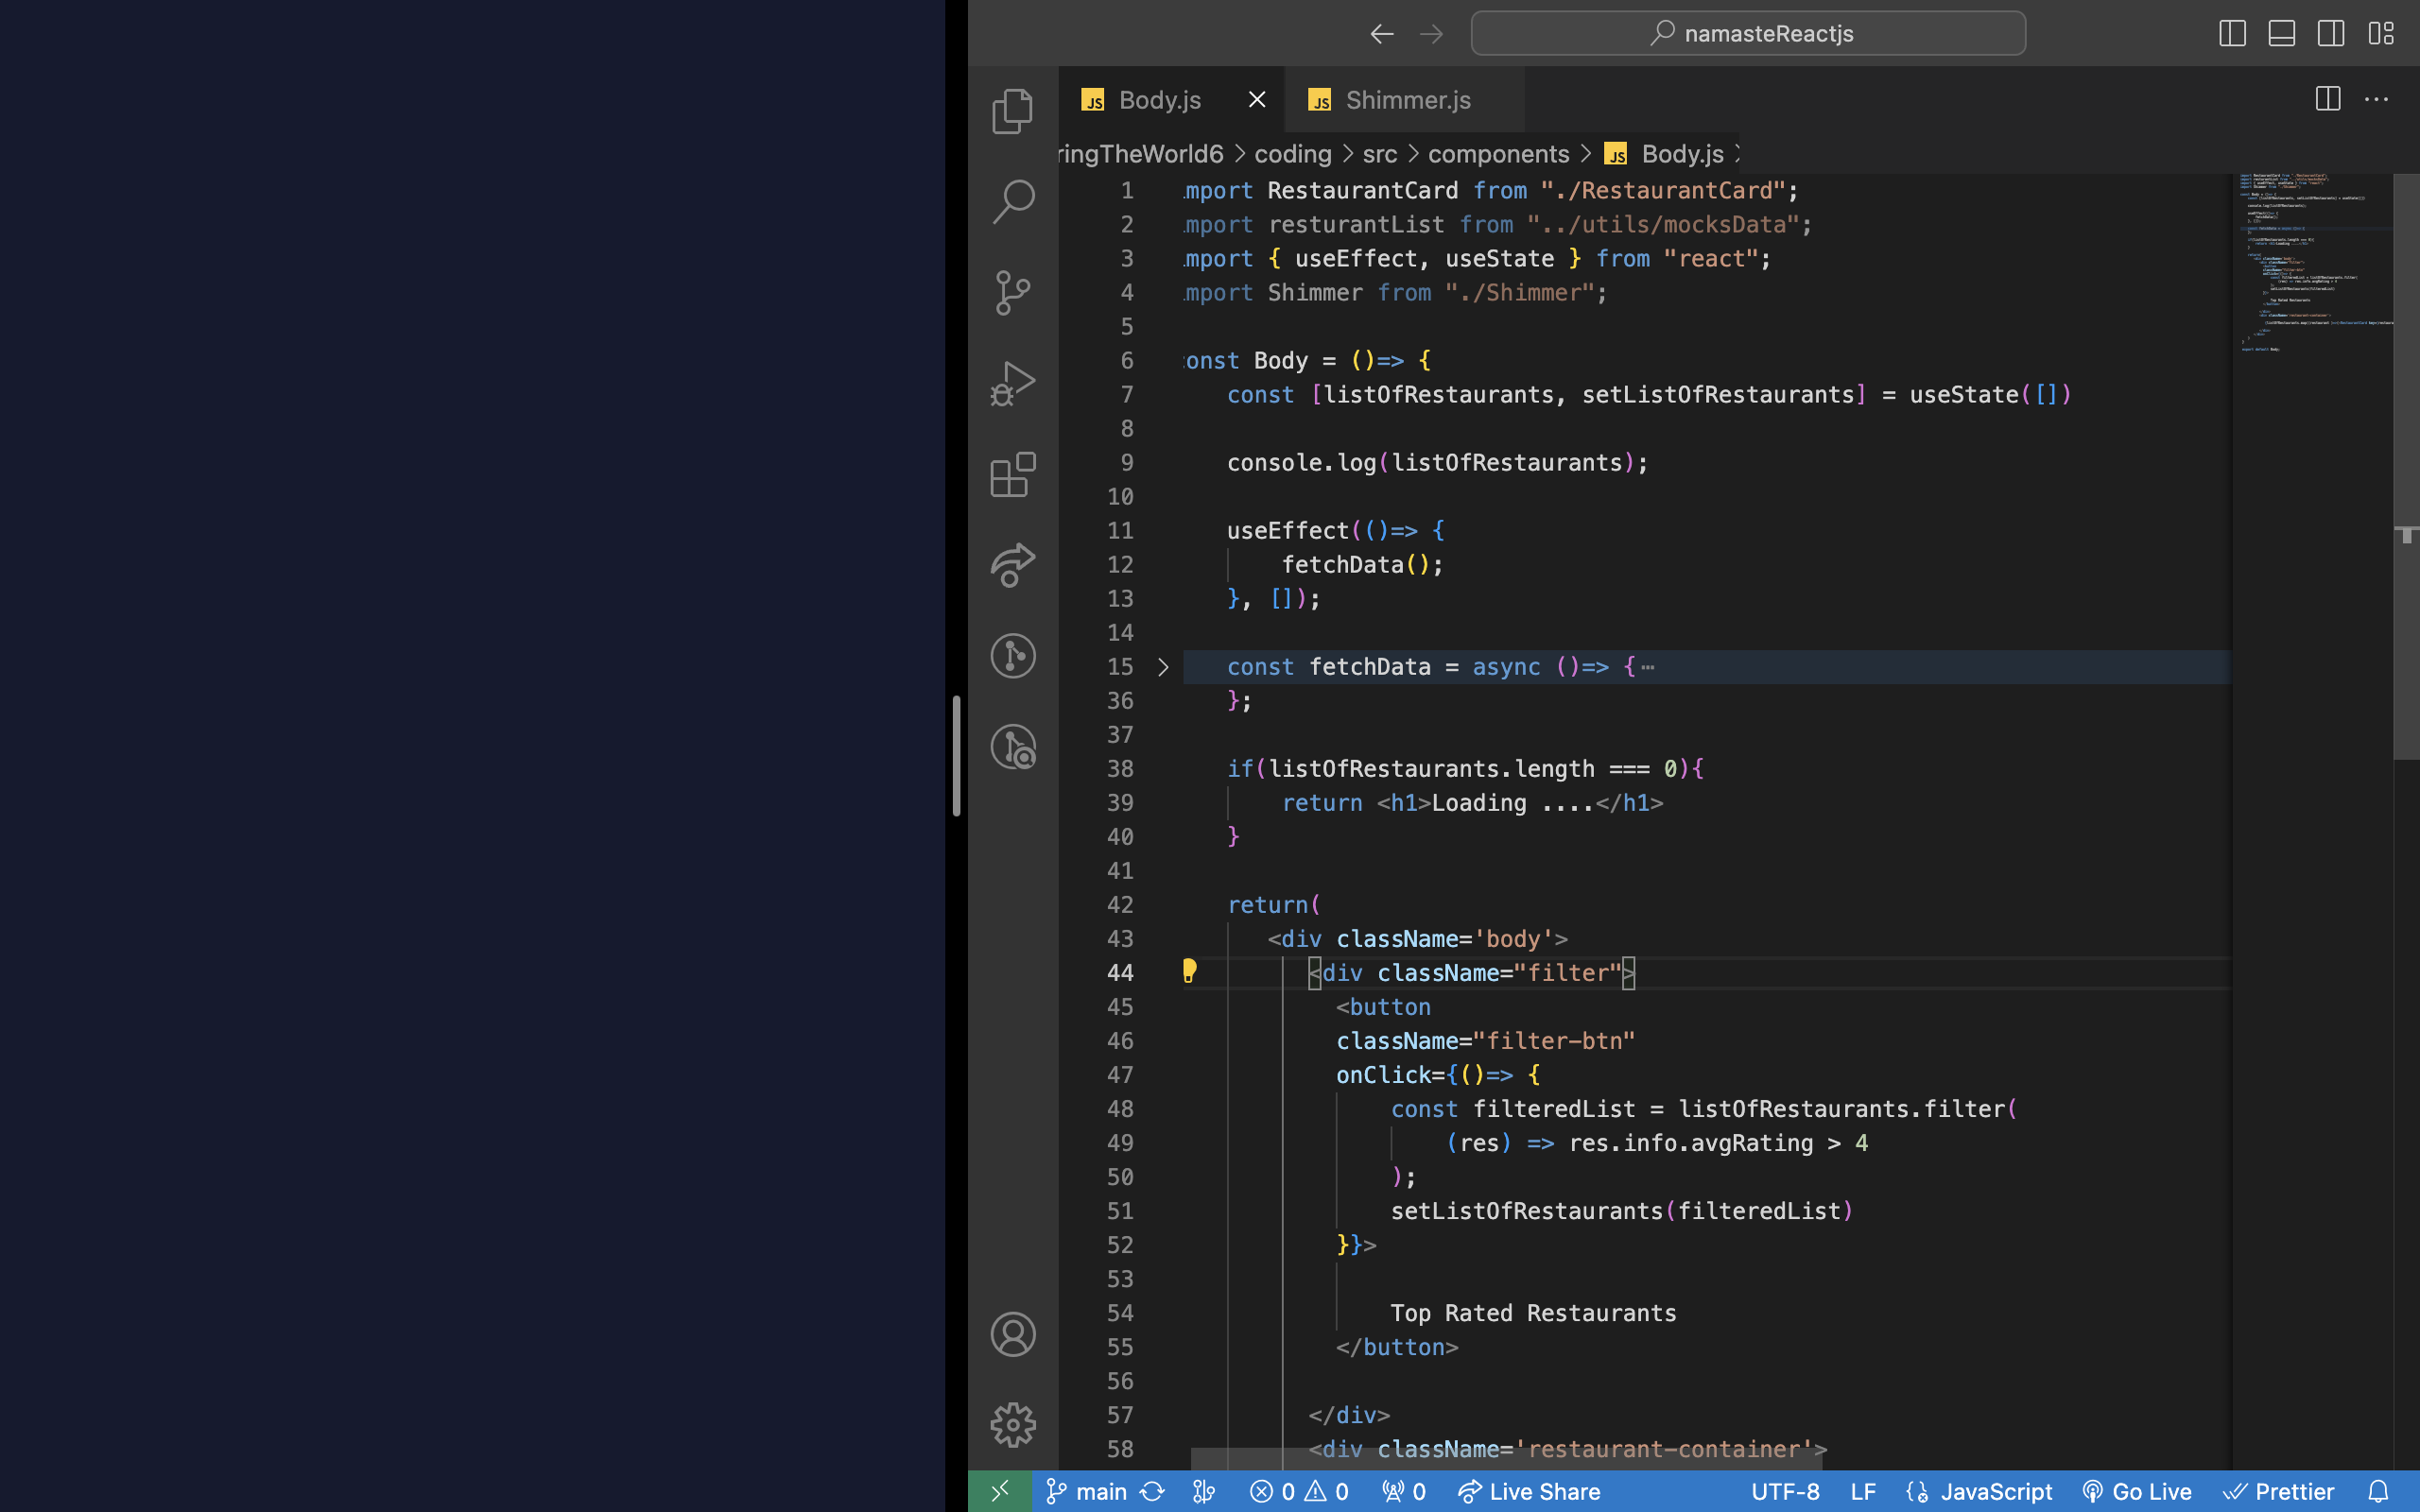 namasteReactjs
Body.js
Shimmer.js
ringTheWorld6 > coding > src > components > JS Body.js
1 mport RestaurantCard from "./RestaurantCard";
2 mport resturantList from "../utils/mocksData";
3 mport { useEffect, useState } from "react";
4 mport Shimmer from "./Shimmer";
5
6 onst Body = ()=> {
7 const [listOfRestaurants, setListOfRestaurants] = useState([])
8
9 console.log(listOfRestaurants);
10
11 useEffect(()=> {
12 fetchData();
13 }, []);
14
15 const fetchData = async ()=> {⋯
36 };
37
38 if(listOfRestaurants.length === 0){
39 return <h1>Loading ....</h1>
40 }
41
42 return(
43 <div className='body'>
44 <div className="filter">
45 <button
46 className="filter-btn"
47 onClick={()=> {
48 const filteredList = listOfRestaurants.filter(
49 (res) => res.info.avgRating > 4
50 );
51 setListOfRestaurants(filteredList)
52 }}>
53
54 Top Rated Restaurants
55 </button>
56
57 </div>
58 <div className='restaurant-container'>
main 0 0 0 Live Share UTF-8 LF JavaScript Go Live Prettier